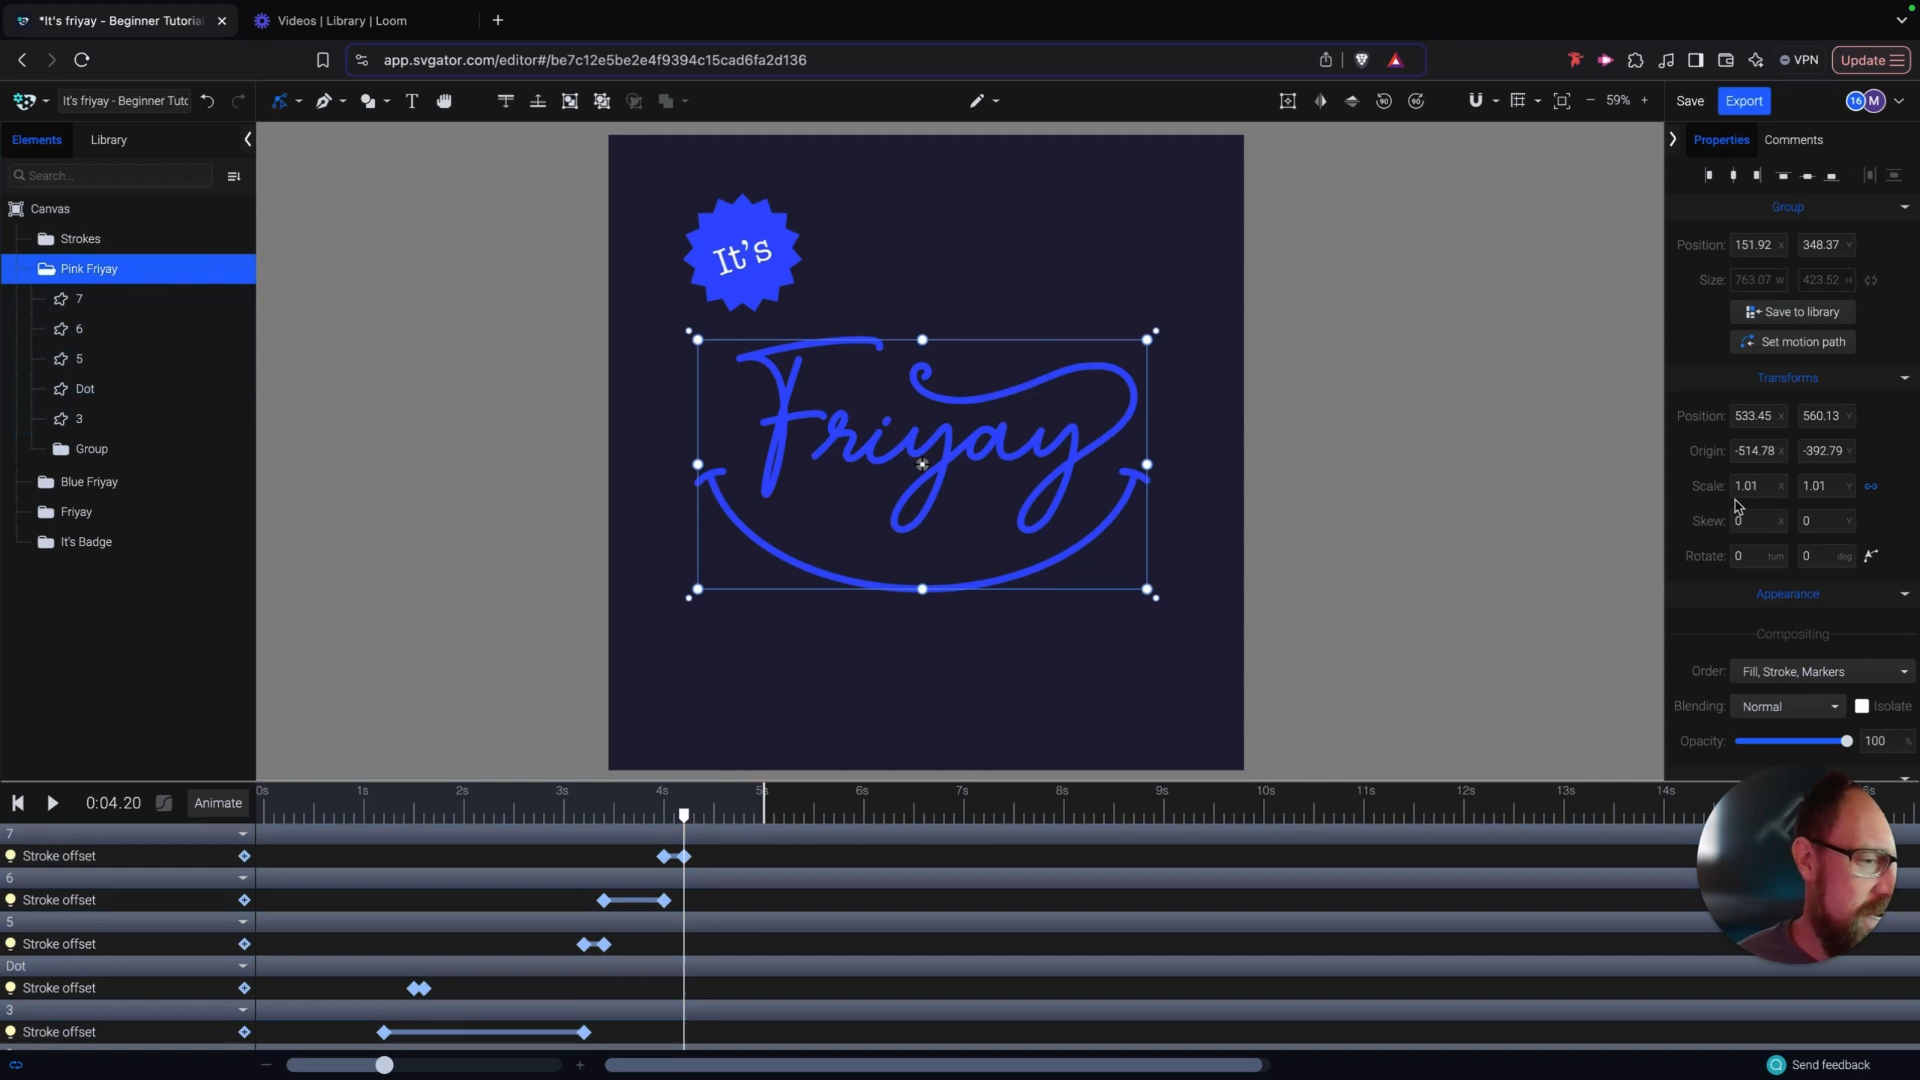 *It's friyay - Beginner Tutoria
Videos | Library | Loom
app.svgator.com/editor#/be7c12e5be2e4f9394c15cad6fa2d136
VPN
Update
It's friyay - Beginner Tuto
59%
Save
Export
16
M
Elements
Library
Search...
Canvas
Strokes
Pink Friyay
7
6
5
Dot
3
Group
Blue Friyay
Friyay
It's Badge
It's
Friyay
Properties
Comments
Group
Position: 151.92 X 348.37 Y
Size: 763.07 W 423.52 H
Save to library
Set motion path
Transforms
Position: 533.45 X 560.13 Y
Origin: -514.78 X -392.79 Y
Scale: 1.01 X 1.01 Y
Skew: 0 X 0 Y
Rotate: 0 turn 0 deg
Appearance
Compositing
Order: Fill, Stroke, Markers
Blending: Normal Isolate
Opacity: 100 %
0:04.20
Animate
0s 1s 2s 3s 4s 5s 6s 7s 8s 9s 10s 11s 12s 13s 14s
7
Stroke offset
6
Stroke offset
5
Stroke offset
Dot
Stroke offset
3
Stroke offset
Send feedback